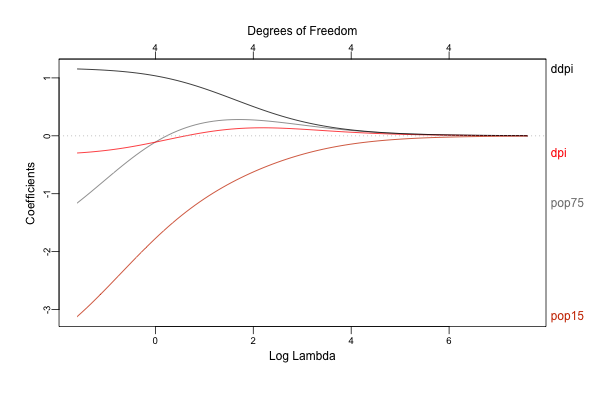 Degrees of Freedom
4 4 4 4
ddpi
1
0
dpi
Coefficients
-1
pop75
-2
-3
pop15
0 2 4 6
Log Lambda